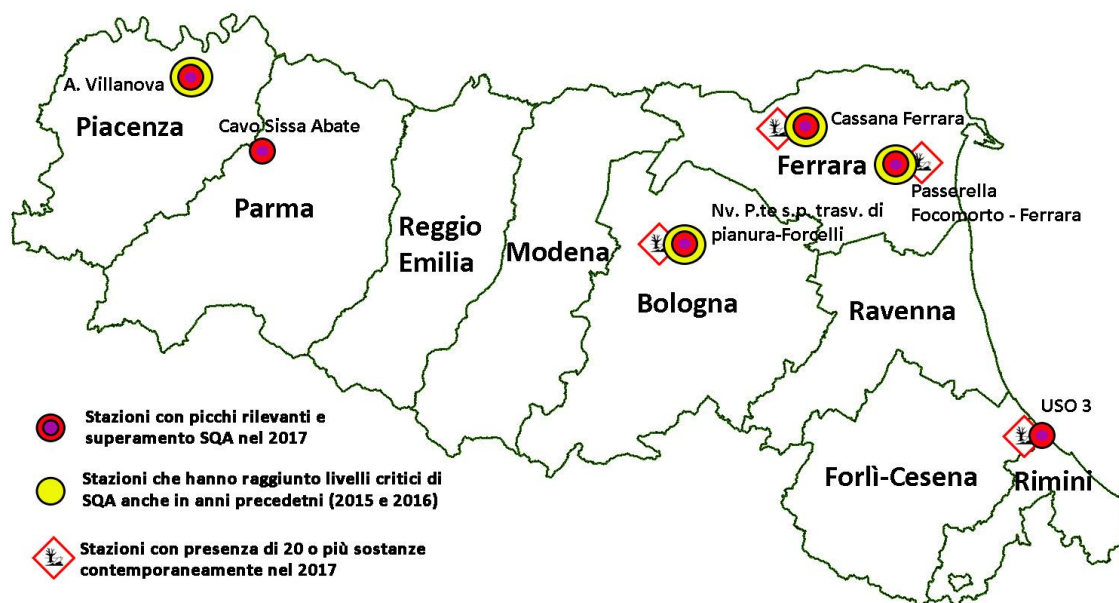 A. Villanova
Piacenza
Cavo Sissa Abate
Parma
Reggio
Emilia
Modena
Cassana Ferrara
Ferrara
Passerella
Focomorto - Ferrara
Nv. P.te s.p. trasv. di
pianura-Forcelli
Bologna
Ravenna
USO 3
Forlì-Cesena
Rimini
Stazioni con picchi rilevanti e
superamento SQA nel 2017
Stazioni che hanno raggiunto livelli critici di
SQA anche in anni precedetni (2015 e 2016)
Stazioni con presenza di 20 o più sostanze
contemporaneamente nel 2017